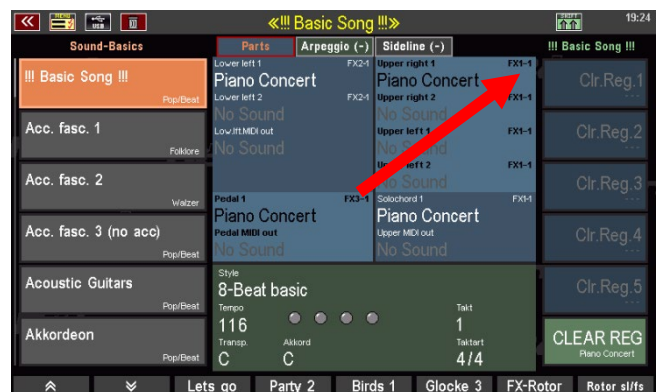 MENU
USB
«!!! Basic Song !!!»
SHIFT
19:24
Sound-Basics
Parts
Arpeggio (-)
Sideline (-)
!!! Basic Song !!!
!!! Basic Song !!!
Pop/Beat
Acc. fasc. 1
Folklore
Acc. fasc. 2
Walzer
Acc. fasc. 3 (no acc)
Pop/Beat
Acoustic Guitars
Pop/Beat
Akkordeon
Pop/Beat
Lower left 1 FX2-1
Piano Concert
Lower left 2 FX2-1
No Sound
Low.lft.MIDI out
No Sound
Upper right 1 FX1-1
Piano Concert
Upper right 2 FX1-1
No Sound
Upper left 1 FX1-1
No Sound
left 2 FX1-1
Sound
Pedal 1 FX3-1
Piano Concert
Pedal MIDI out
No Sound
Solochord 1 FX1-1
Piano Concert
Upper MIDI out
No Sound
Style
8-Beat basic
Tempo
116
Takt
1
Transp. Akkord
C C
Taktart
4/4
Clr.Reg.1
Clr.Reg.2
Clr.Reg.3
Clr.Reg.4
Clr.Reg.5
CLEAR REG
Piano Concert
Lets go
Party 2
Birds 1
Glocke 3
FX-Rotor
Rotor sl/fs